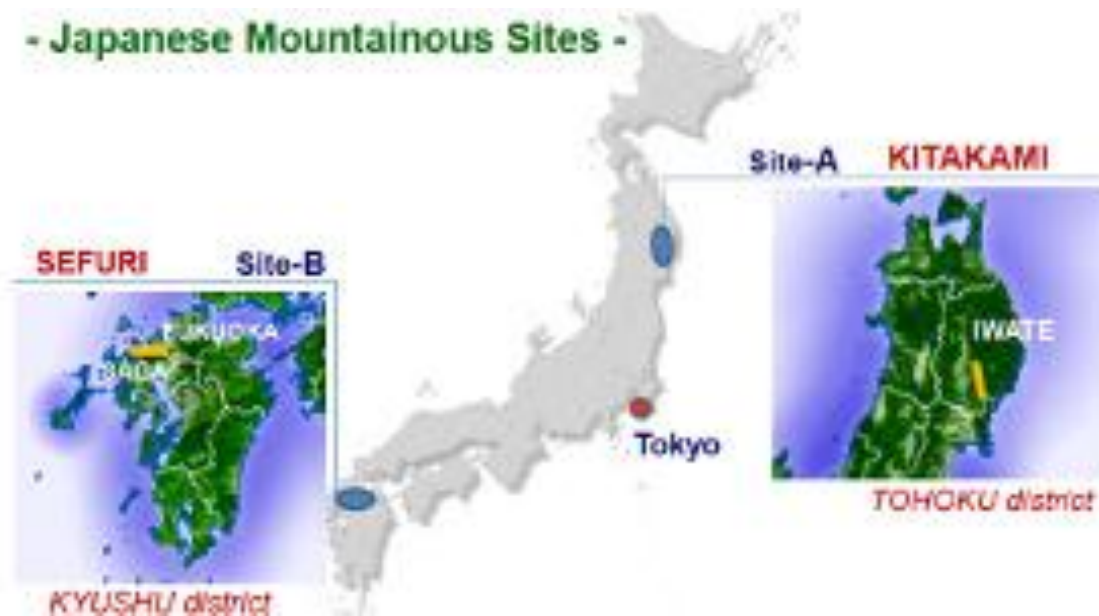 - Japanese Mountainous Sites -
Site-A KITAKAMI
SEFURI Site-B
IWATE
FUKUOKA
SAGA
Tokyo
TOHOKU district
KYUSHU district